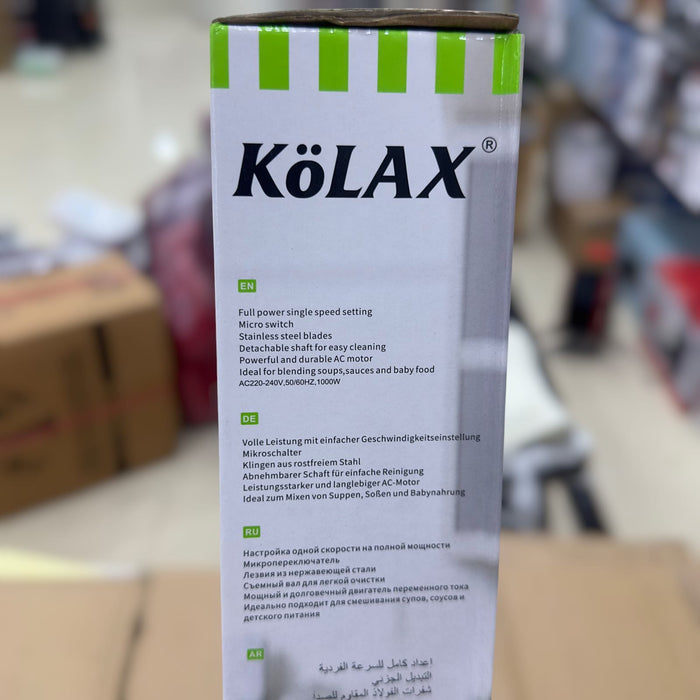 KöLAX®
EN
Full power single speed setting
Micro switch
Stainless steel blades
Detachable shaft for easy cleaning
Powerful and durable AC motor
Ideal for blending soups,sauces and baby food
AC220-240V,50/60HZ,1000W
DE
Volle Leistung mit einfacher Geschwindigkeitseinstellung
Mikroschalter
Klingen aus rostfreiem Stahl
Abnehmbarer Schaft für einfache Reinigung
Leistungsstarker und langlebiger AC-Motor
Ideal zum Mixen von Suppen, Soßen und Babynahrung
RU
Настройка одной скорости на полной мощности
Микропереключатель
Лезвия из нержавеющей стали
Съемный вал для легкой очистки
Мощный и долговечный двигатель переменного тока
Идеально подходит для смешивания супов, соусов и
детского питания
AR
إعداد كامل للسرعة الفردية
التبديل الجزئي
شفرات الفولاذ المقاوم للصدأ